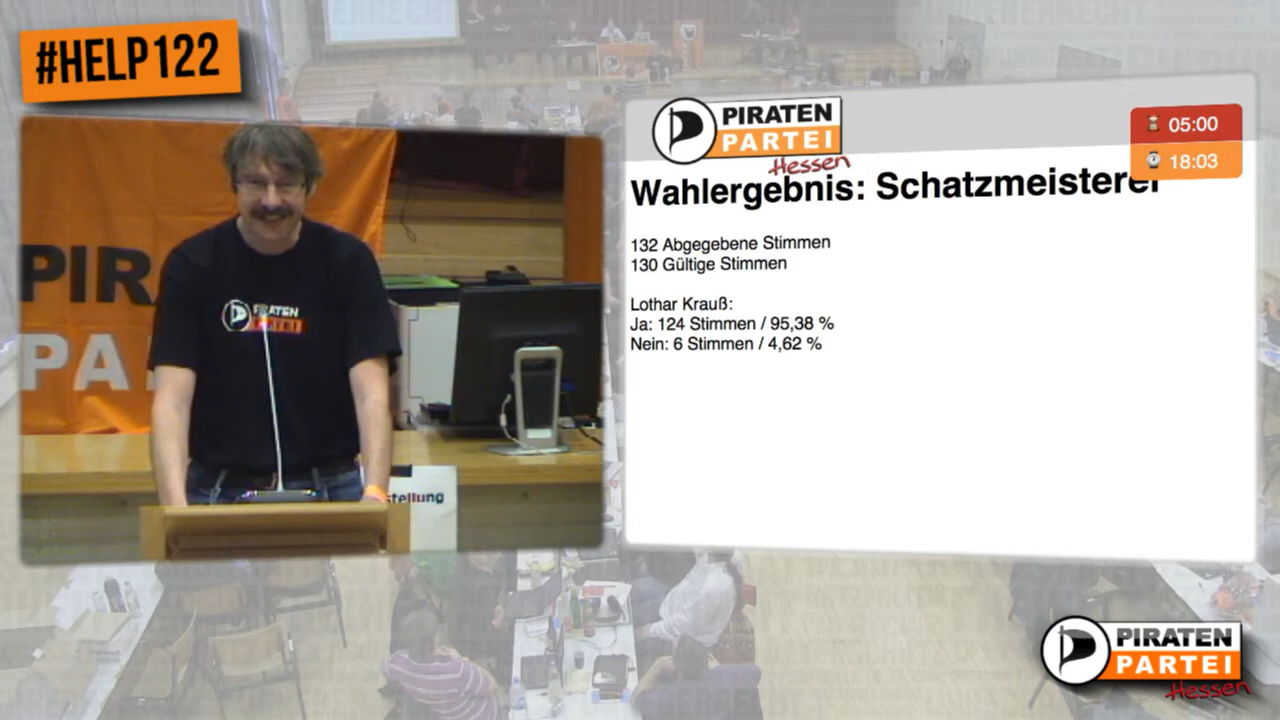 #HELP122
PIRATEN
PARTEI
Hessen
05:00
18:03
Wahlergebnis: Schatzmeisterei
132 Abgegebene Stimmen
130 Gültige Stimmen
Lothar Krauß:
Ja: 124 Stimmen / 95,38 %
Nein: 6 Stimmen / 4,62 %
PIR
PA
PIRATEN
PARTEI
stellung
PIRATEN
PARTEI
Hessen